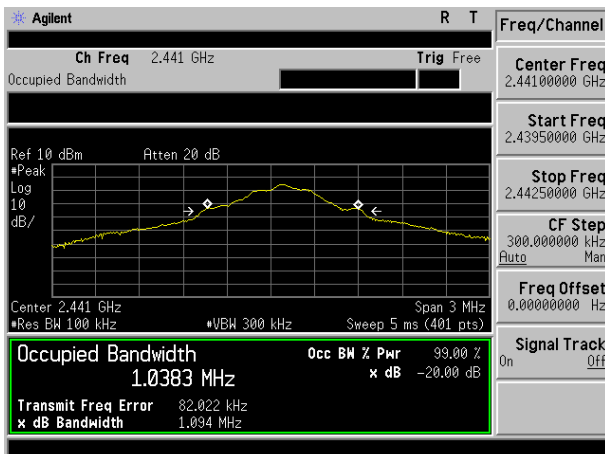 Agilent R T
Ch Freq 2.441 GHz Trig Free
Occupied Bandwidth
Ref 10 dBm Atten 20 dB
#Peak
Log
10
dB/
Center 2.441 GHz Span 3 MHz
#Res BW 100 kHz #VBW 300 kHz Sweep 5 ms (401 pts)
Occupied Bandwidth Occ BW % Pwr 99.00 %
1.0383 MHz x dB -20.00 dB
Transmit Freq Error 82.022 kHz
x dB Bandwidth 1.094 MHz
Freq/Channel
Center Freq
2.44100000 GHz
Start Freq
2.43950000 GHz
Stop Freq
2.44250000 GHz
CF Step
300.000000 kHz
Auto Man
Freq Offset
0.00000000 Hz
Signal Track
On Off